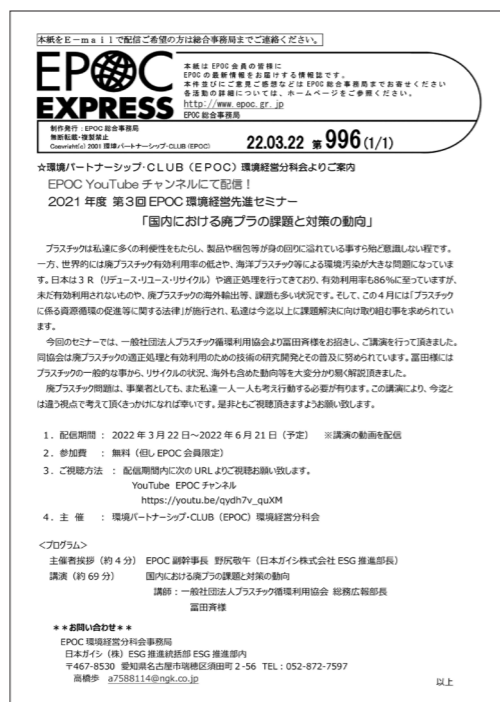 本紙をE-mailで配信ご希望の方は総合事務局までご連絡ください。
EPOC
EXPRESS
本紙は EPOC 会員の皆様に
EPOC の最新情報をお届けする情報誌です。
本件並びにご意見ご感想などは EPOC 総合事務局までお寄せください
各活動の詳細については、ホームページをご参照ください。
http://www.epoc.gr.jp
EPOC 総合事務局
制作発行：EPOC 総合事務局
無断転載・複製禁止
Copyright(c) 2001 環境パートナーシップ・CLUB(EPOC)
22.03.22 第 996(1/1)
☆環境パートナーシップ・CLUB（EPOC）環境経営分科会よりご案内
EPOC YouTube チャンネルにて配信！
2021 年度 第3回 EPOC 環境経営先進セミナー
「国内における廃プラの課題と対策の動向」
プラスチックは私達に多くの利便性をもたらし、製品や梱包等が身の回りに溢れている事すら殆ど意識しない程です。
一方、世界的には廃プラスチック有効利用率の低さや、海洋プラスチック等による環境汚染が大きな問題になっていま
す。日本は３Ｒ（リデュース・リユース・リサイクル）や適正処理を行ってきており、有効利用率も86％に至っていますが、
未だ有効利用されないものや、廃プラスチックの海外輸出等、課題も多い状況です。そして、この４月には「プラスチック
に係る資源循環の促進等に関する法律」が施行され、私達は今迄以上に課題解決に向け取り組む事を求められてい
ます。
今回のセミナーでは、一般社団法人プラスチック循環利用協会より冨田斉様をお招きし、ご講演を行って頂きました。
同協会は廃プラスチックの適正処理と有効利用のための技術の研究開発とその普及に努められています。冨田様には
プラスチックの一般的な事から、リサイクルの状況、海外も含めた動向等を大変分かり易く解説頂きました。
廃プラスチック問題は、事業者としても、また私達一人一人も考え行動する必要が有ります。この講演により、今迄と
は違う視点で考えて頂くきっかけになれば幸いです。是非ともご視聴頂きますようお願い致します。
１．配信期間 ： 2022 年 3 月 22 日～2022 年 6 月 21 日（予定） ※講演の動画を配信
２．参加費 ： 無料（但し EPOC 会員限定）
３．ご視聴方法 ： 配信期間内に次の URL よりご視聴お願い致します。
YouTube EPOC チャンネル
https://youtu.be/qydh7v_quXM
４．主 催 ： 環境パートナーシップ・CLUB（EPOC）環境経営分科会
＜プログラム＞
主催者挨拶（約４分） EPOC 副幹事長 野尻敬午（日本ガイシ株式会社 ESG 推進部長）
講演（約 69 分） 国内における廃プラの課題と対策の動向
講師：一般社団法人プラスチック循環利用協会 総務広報部長
冨田斉様
＊＊お問い合わせ＊＊
EPOC 環境経営分科会事務局
日本ガイシ（株）ESG 推進統括部 ESG 推進部内
〒467-8530 愛知県名古屋市瑞穂区須田町 2-56 TEL：052-872-7597
高橋歩 a7588114@ngk.co.jp
以上